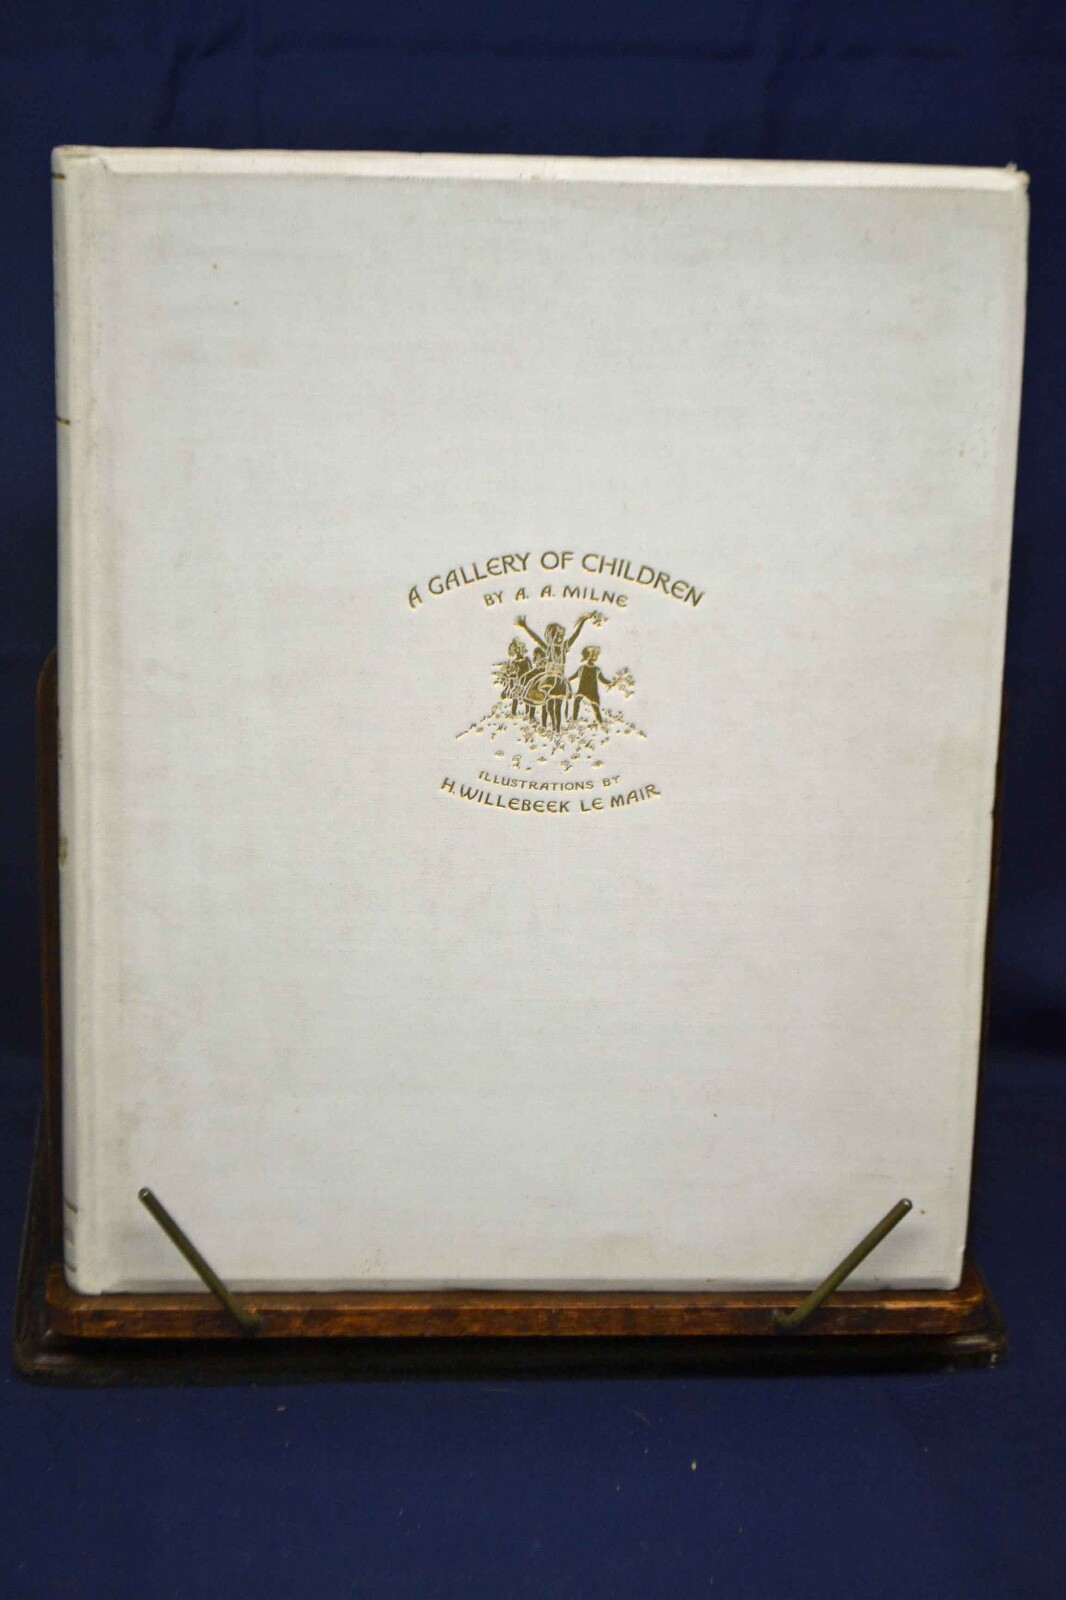 A GALLERY OF CHILDREN
BY A. A. MILNE
ILLUSTRATIONS BY
H. WILLEBEEK LE MAIR